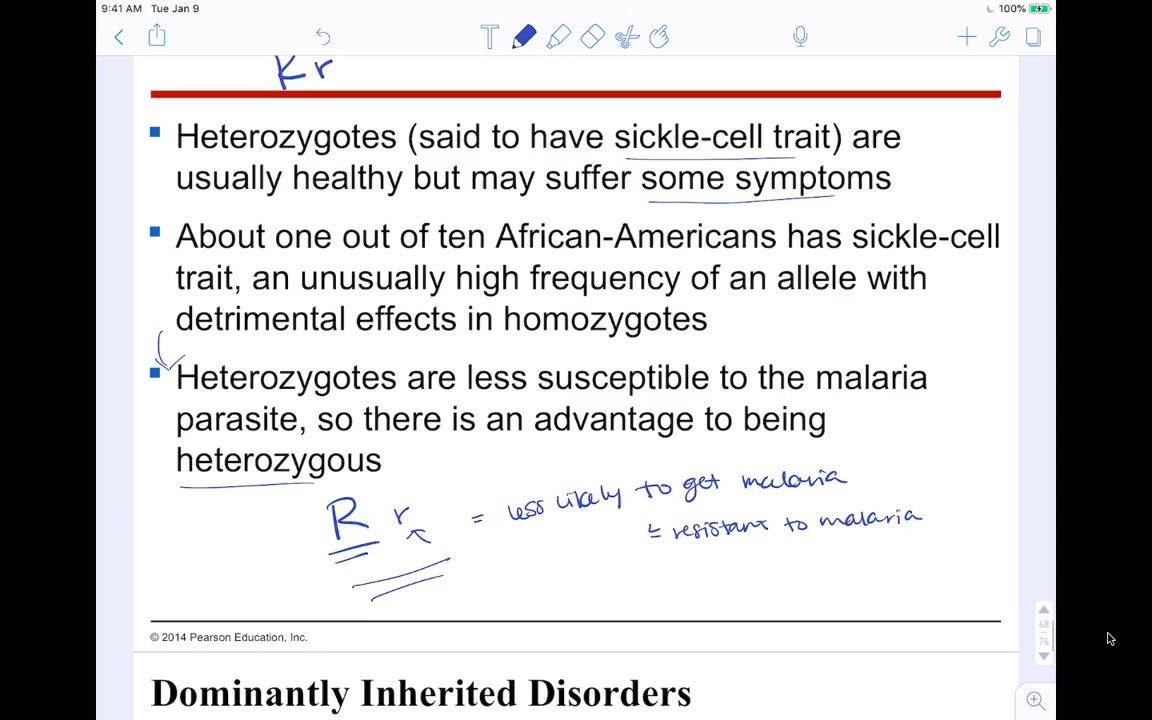 9:41 AM Tue Jan 9
100%
Kr
Heterozygotes (said to have sickle-cell trait) are
usually healthy but may suffer some symptoms
About one out of ten African-Americans has sickle-cell
trait, an unusually high frequency of an allele with
detrimental effects in homozygotes
Heterozygotes are less susceptible to the malaria
parasite, so there is an advantage to being
heterozygous
R r = less likely to get malaria
resistant to malaria
68
76
© 2014 Pearson Education, Inc.
Dominantly Inherited Disorders